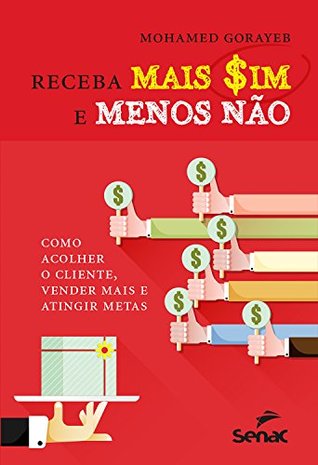 MOHAMED GORAYEB
RECEBA MAIS $IM
E MENOS NÃO
$
$
$
$
$
$
$
COMO
ACOLHER
O CLIENTE,
VENDER MAIS E
ATINGIR METAS
senac